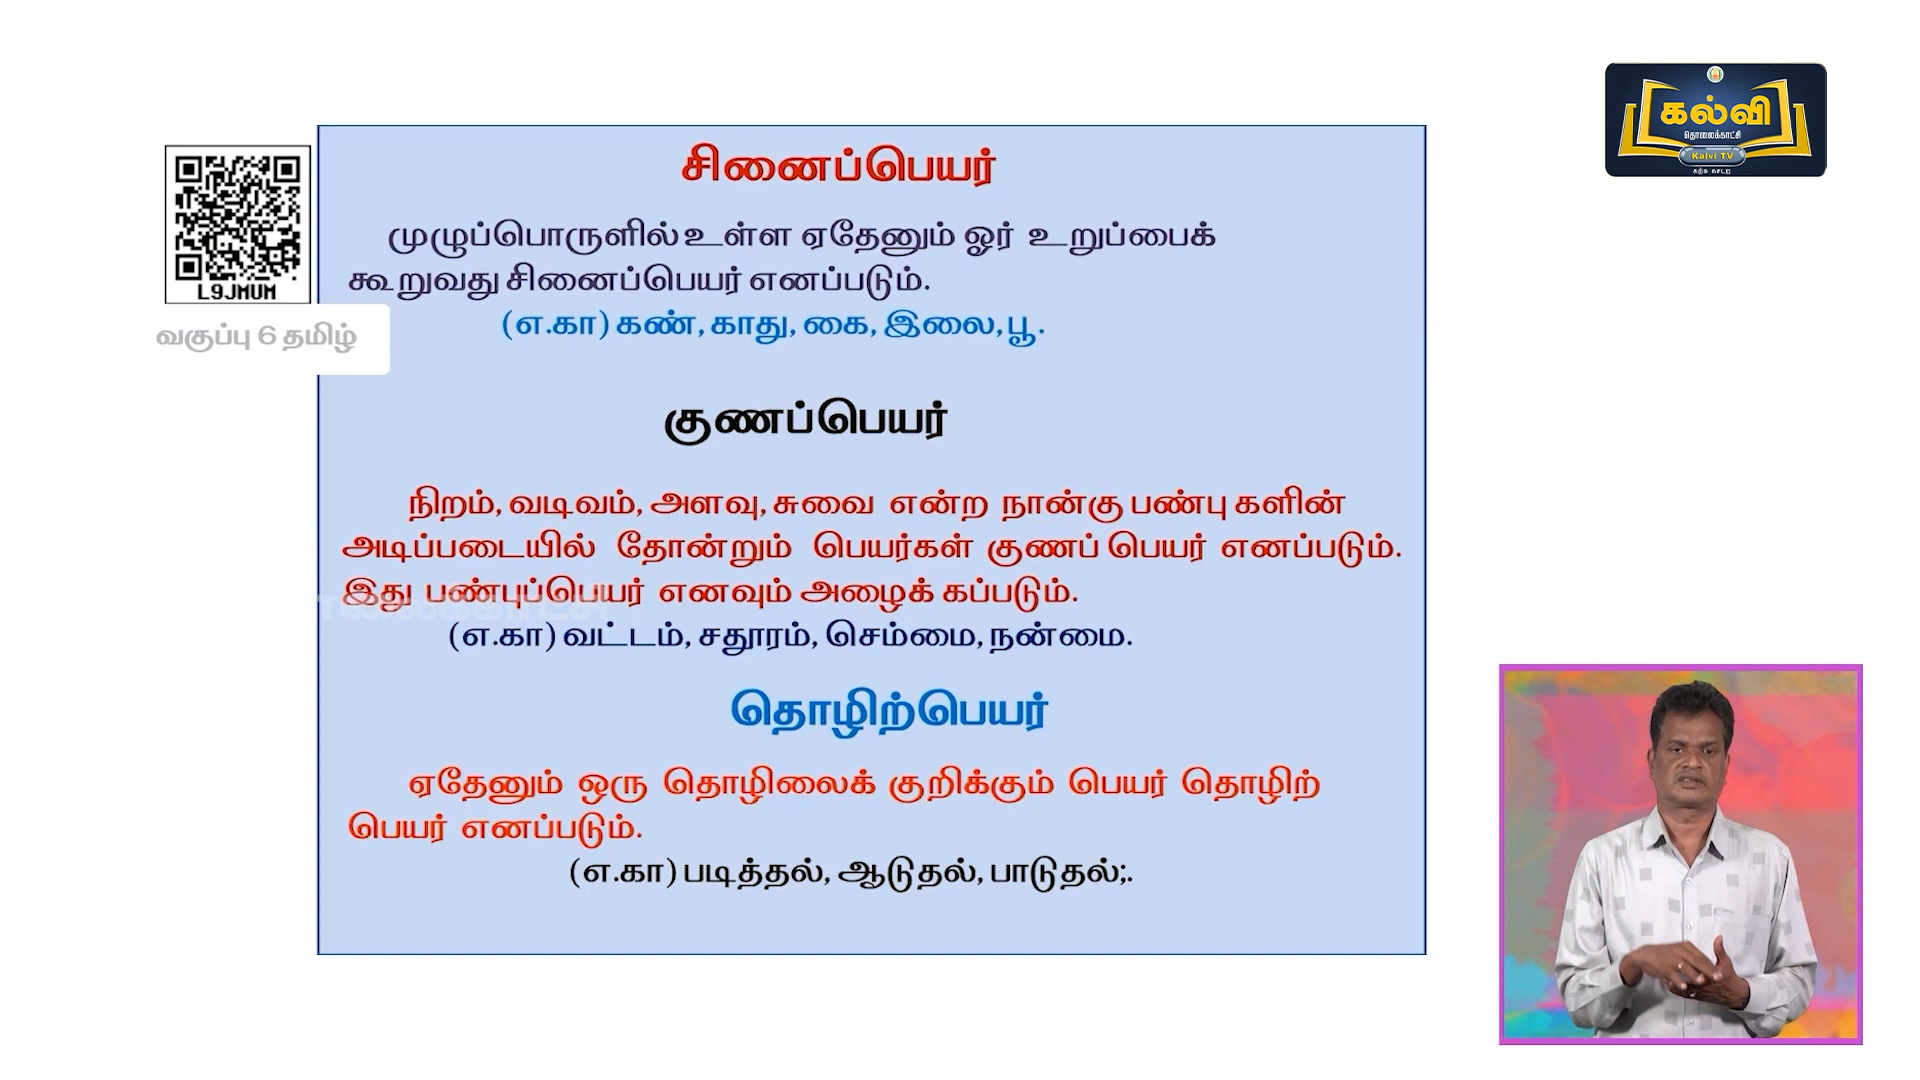 கல்வி
தொலைக்காட்சி
Kalvi TV
கற்க கசடற
L9JMUM
வகுப்பு 6 தமிழ்
சினைப்பெயர்
முழுப்பொருளில் உள்ள ஏதேனும் ஓர் உறுப்பைக்
கூறுவது சினைப்பெயர் எனப்படும்.
(எ.கா) கண், காது, கை, இலை, பூ.
குணப்பெயர்
நிறம், வடிவம், அளவு, சுவை என்ற நான்கு பண்பு களின்
அடிப்படையில் தோன்றும் பெயர்கள் குணப் பெயர் எனப்படும்.
இது பண்புப்பெயர் எனவும் அழைக் கப்படும்.
(எ.கா) வட்டம், சதூரம், செம்மை, நன்மை.
தொழிற்பெயர்
ஏதேனும் ஒரு தொழிலைக் குறிக்கும் பெயர் தொழிற்
பெயர் எனப்படும்.
(எ.கா) படித்தல், ஆடுதல், பாடுதல்;.